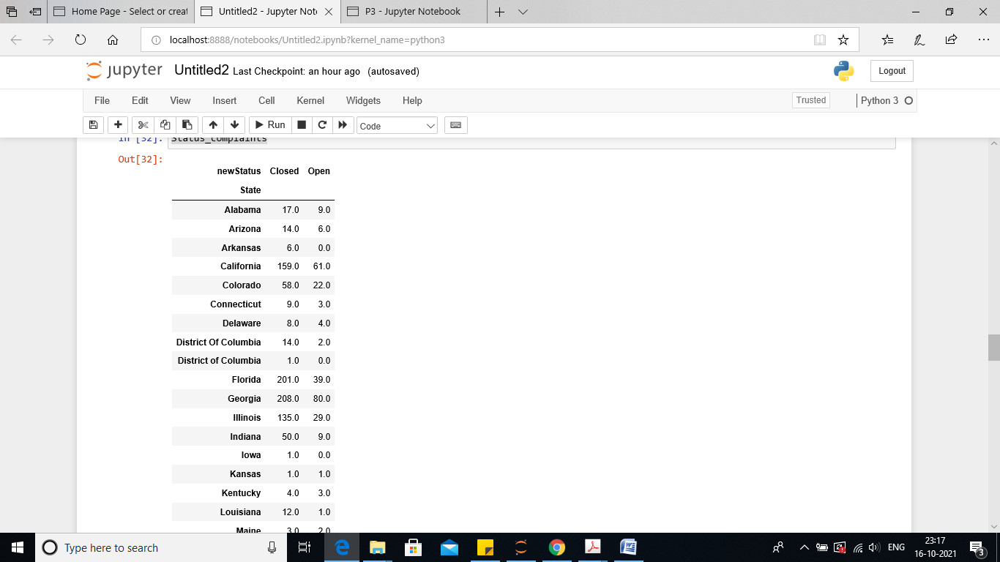 Home Page - Select or creat
Untitled2 - Jupyter Not
P3 - Jupyter Notebook
localhost:8888/notebooks/Untitled2.ipynb?kernel_name=python3
jupyter Untitled2 Last Checkpoint: an hour ago (autosaved)
Logout
File Edit View Insert Cell Kernel Widgets Help
Trusted Python 3
Run Code
In [32]: Status_complaints
Out[32]:
newStatus Closed Open
State
Alabama 17.0 9.0
Arizona 14.0 6.0
Arkansas 6.0 0.0
California 159.0 61.0
Colorado 58.0 22.0
Connecticut 9.0 3.0
Delaware 8.0 4.0
District Of Columbia 14.0 2.0
District of Columbia 1.0 0.0
Florida 201.0 39.0
Georgia 208.0 80.0
Illinois 135.0 29.0
Indiana 50.0 9.0
Iowa 1.0 0.0
Kansas 1.0 1.0
Kentucky 4.0 3.0
Louisiana 12.0 1.0
Maine 3.0 2.0
Type here to search
ENG
23:17
16-10-2021
3